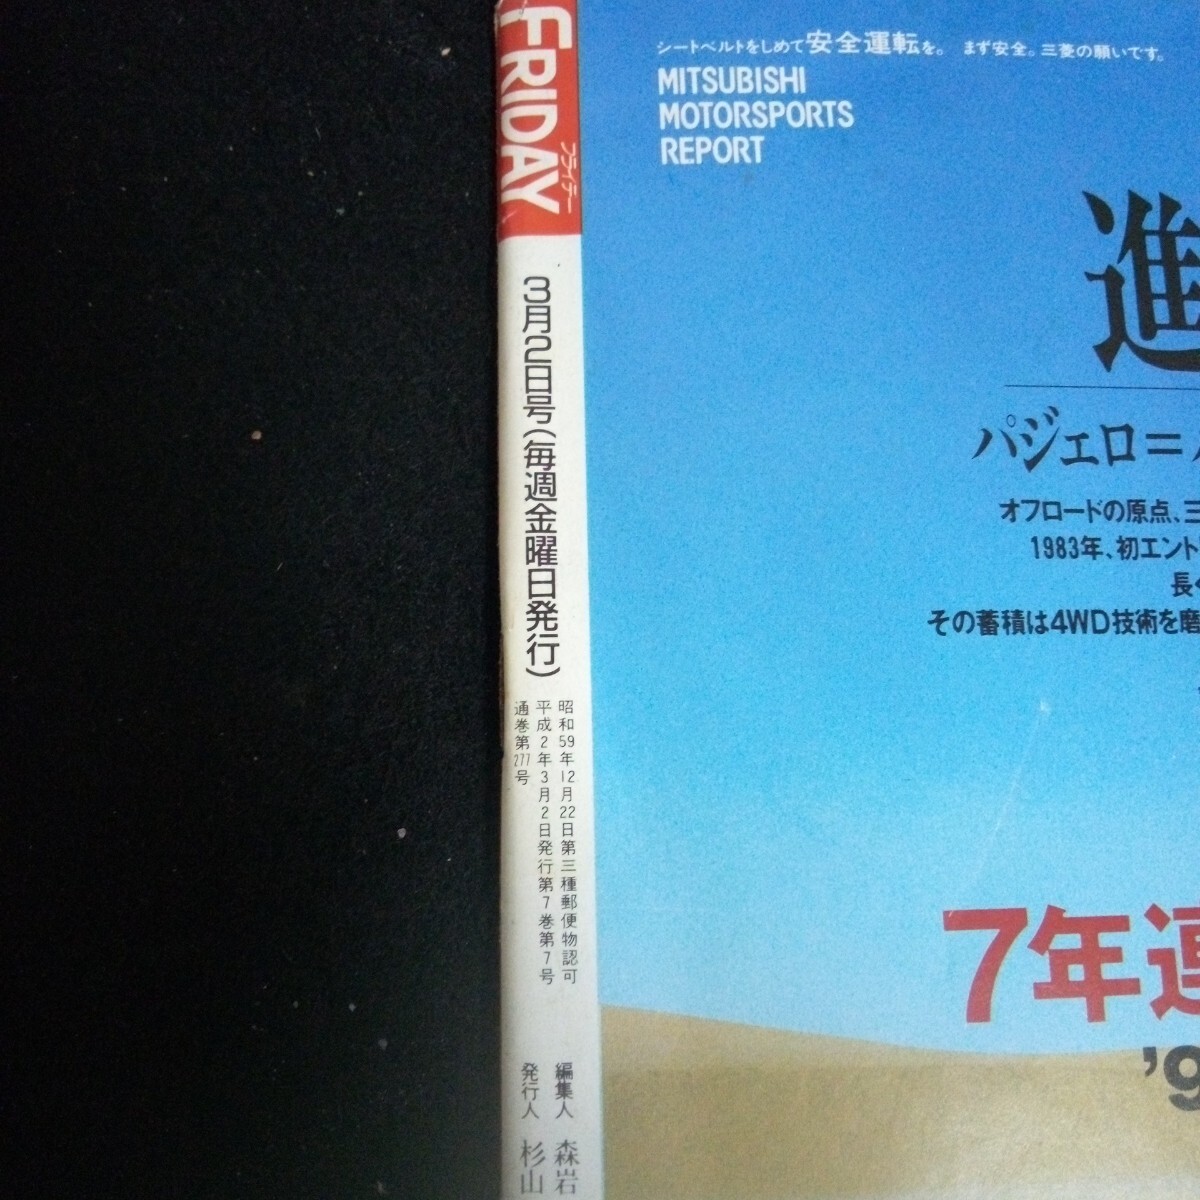 FRIDAY
フライデー
3月2日号(毎週金曜日発行)
昭和59年12月22日第三種郵便物認可
平成2年3月2日発行第7巻第7号
通巻第277号
編集人 森岩
発行人 杉山
シートベルトをしめて安全運転を。 まず安全。三菱の願いです。
MITSUBISHI
MOTORSPORTS
REPORT
進
パジェロ=
オフロードの原点、三
1983年、初エント
長
その蓄積は4WD技術を磨
7年連
'9